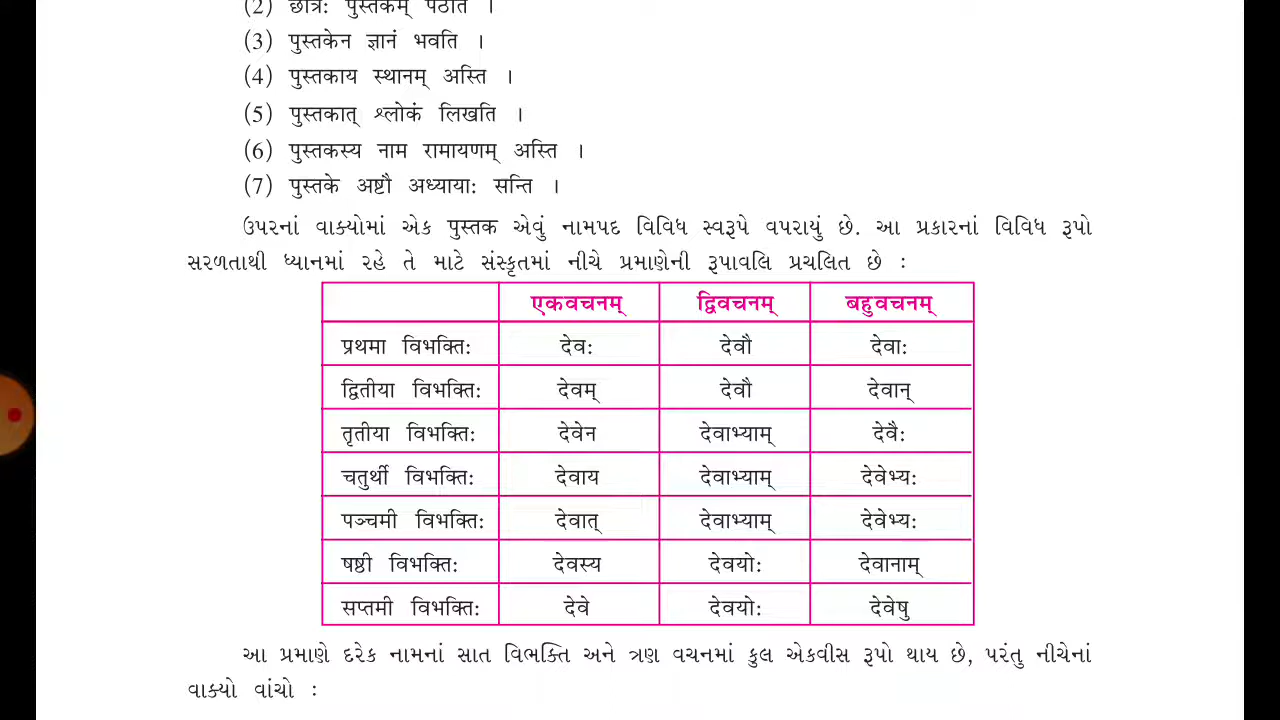 (2) छात्रः पुस्तकम् पठति ।
(3) पुस्तकेन ज्ञानं भवति ।
(4) पुस्तकाय स्थानम् अस्ति ।
(5) पुस्तकात् श्लोकं लिखति ।
(6) पुस्तकस्य नाम रामायणम् अस्ति ।
(7) पुस्तके अष्टौ अध्यायाः सन्ति ।
ઉપરનાં વાક્યોમાં એક पुस्तक એવું નામપદ વિવિધ સ્વરૂપે વપરાયું છે. આ પ્રકારનાં વિવિધ રૂપો
સરળતાથી ધ્યાનમાં રહે તે માટે સંસ્કૃતમાં નીચે પ્રમાણેની રૂપાવલિ પ્રચલિત છે :
एकवचनम् द्विवचनम् बहुवचनम्
प्रथमा विभक्तिः देवः देवौ देवाः
द्वितीया विभक्तिः देवम् देवौ देवान्
तृतीया विभक्तिः देवेन देवाभ्याम् देवैः
चतुर्थी विभक्तिः देवाय देवाभ्याम् देवेभ्यः
पञ्चमी विभक्तिः देवात् देवाभ्याम् देवेभ्यः
षष्ठी विभक्तिः देवस्य देवयोः देवानाम्
सप्तमी विभक्तिः देवे देवयोः देवेषु
આ પ્રમાણે દરેક નામનાં સાત વિભક્તિ અને ત્રણ વચનમાં કુલ એકવીસ રૂપો થાય છે, પરંતુ નીચેનાં
વાક્યો વાંચો :